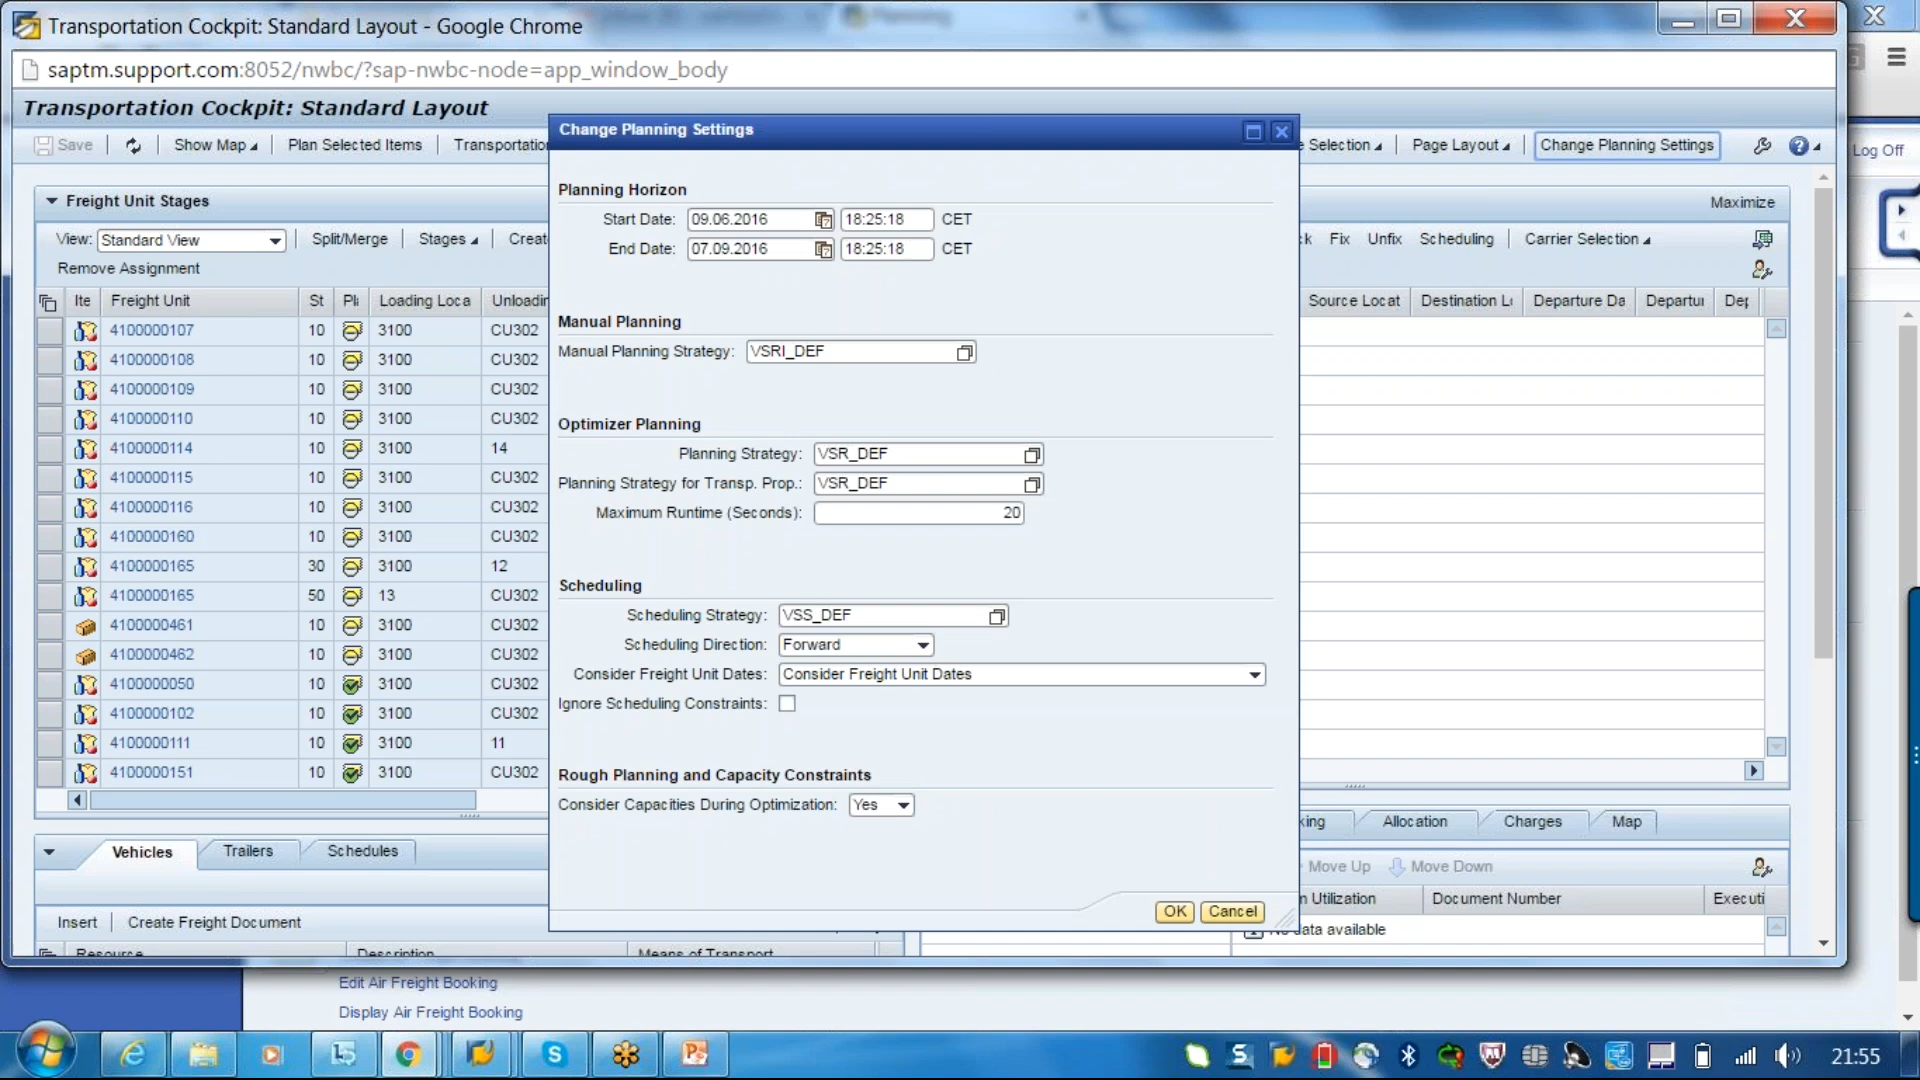 Transportation Cockpit: Standard Layout - Google Chrome
saptm.support.com:8052/nwbc/?sap-nwbc-node=app_window_body
Transportation Cockpit: Standard Layout
Save Show Map Plan Selected Items Transportatio e Selection Page Layout Change Planning Settings Log Off
Change Planning Settings
Freight Unit Stages Maximize
View: Standard View Split/Merge Stages Creat k Fix Unfix Scheduling Carrier Selection
Remove Assignment
Ite Freight Unit St Pl Loading Loca Unloadin Source Locat Destination L Departure Da Departu Dep
4100000107 10 3100 CU302
4100000108 10 3100 CU302
4100000109 10 3100 CU302
4100000110 10 3100 CU302
4100000114 10 3100 14
4100000115 10 3100 CU302
4100000116 10 3100 CU302
4100000160 10 3100 CU302
4100000165 30 3100 12
4100000165 50 13 CU302
4100000461 10 3100 CU302
4100000462 10 3100 CU302
4100000050 10 3100 CU302
4100000102 10 3100 CU302
4100000111 10 3100 11
4100000151 10 3100 CU302
Planning Horizon
Start Date: 09.06.2016 18:25:18 CET
End Date: 07.09.2016 18:25:18 CET
Manual Planning
Manual Planning Strategy: VSRI_DEF
Optimizer Planning
Planning Strategy: VSR_DEF
Planning Strategy for Transp. Prop.: VSR_DEF
Maximum Runtime (Seconds): 20
Scheduling
Scheduling Strategy: VSS_DEF
Scheduling Direction: Forward
Consider Freight Unit Dates: Consider Freight Unit Dates
Ignore Scheduling Constraints:
Rough Planning and Capacity Constraints
Consider Capacities During Optimization: Yes
OK Cancel
Vehicles Trailers Schedules
king Allocation Charges Map
Move Up Move Down
Insert Create Freight Document
n Utilization Document Number Executi
ata available
Resource Description Means of Transport
Edit Air Freight Booking
Display Air Freight Booking
21:55